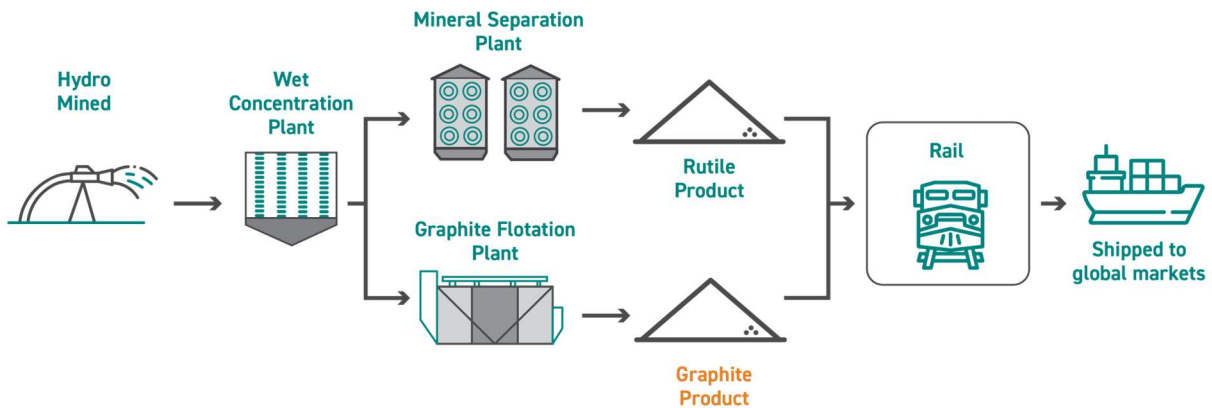 Hydro
Mined
Wet
Concentration
Plant
Mineral Separation
Plant
Graphite Flotation
Plant
Rutile
Product
Graphite
Product
Rail
Shipped to
global markets